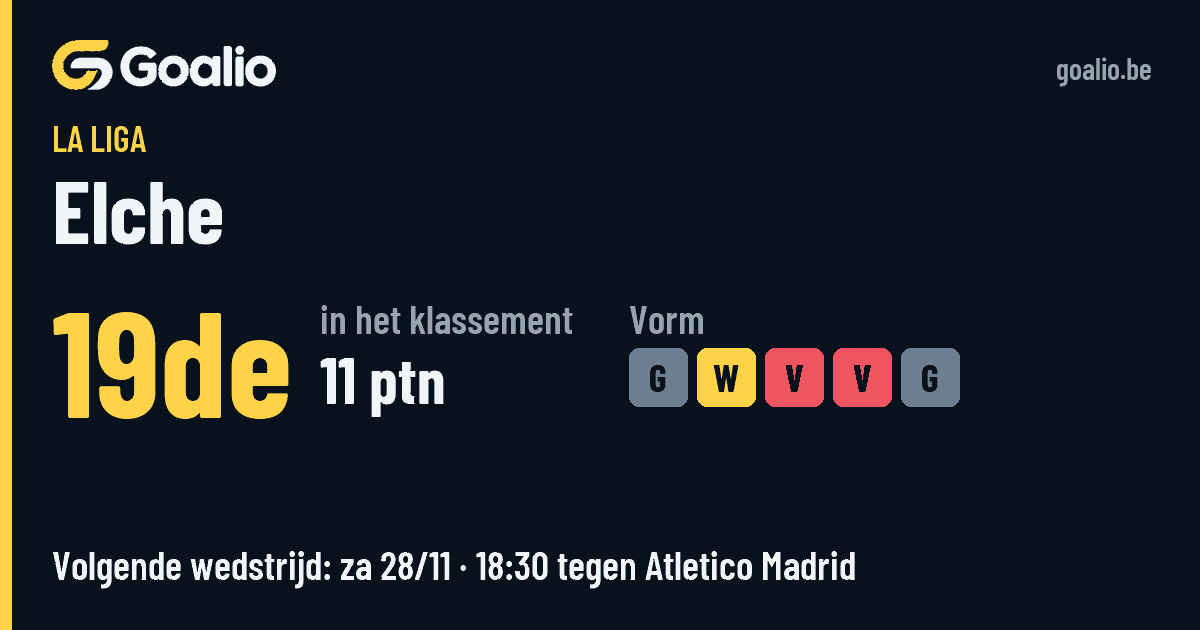 Goalio
goalio.be
LA LIGA
Elche
19de
in het klassement
11 ptn
Vorm
G W V V G
Volgende wedstrijd: za 28/11 · 18:30 tegen Atletico Madrid